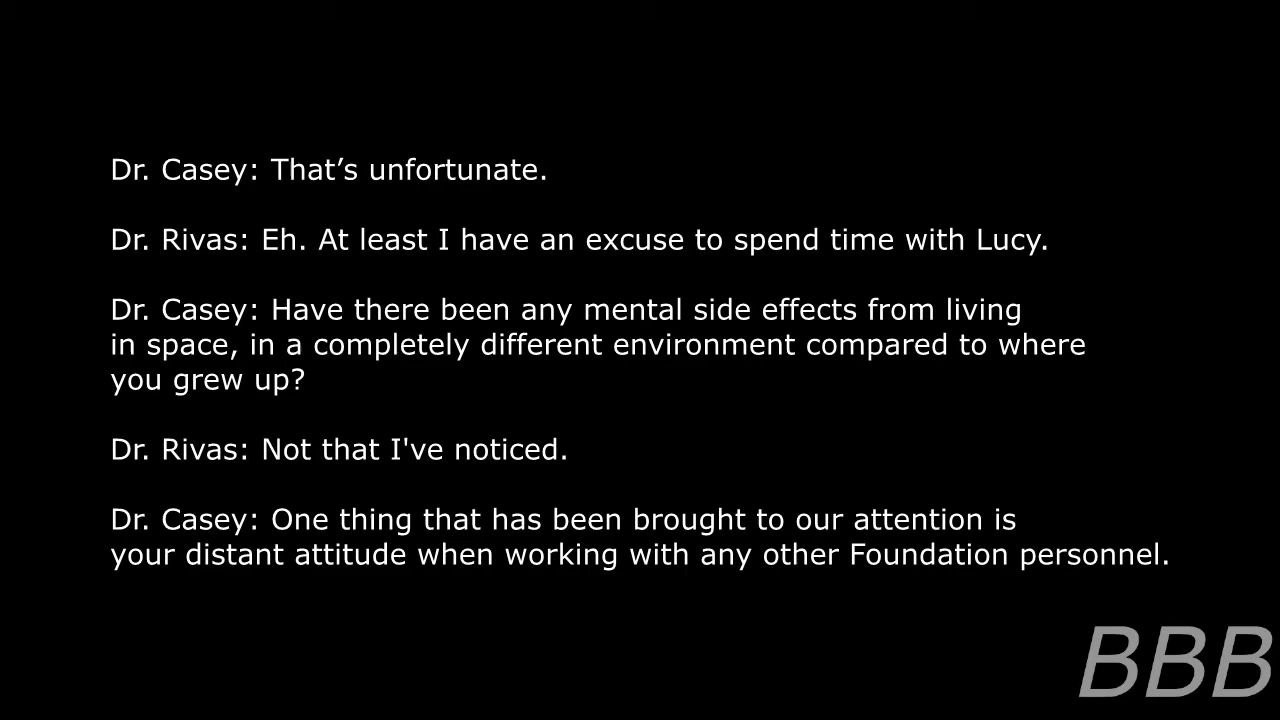 Dr. Casey: That’s unfortunate.
Dr. Rivas: Eh. At least I have an excuse to spend time with Lucy.
Dr. Casey: Have there been any mental side effects from living
in space, in a completely different environment compared to where
you grew up?
Dr. Rivas: Not that I've noticed.
Dr. Casey: One thing that has been brought to our attention is
your distant attitude when working with any other Foundation personnel.
BBB